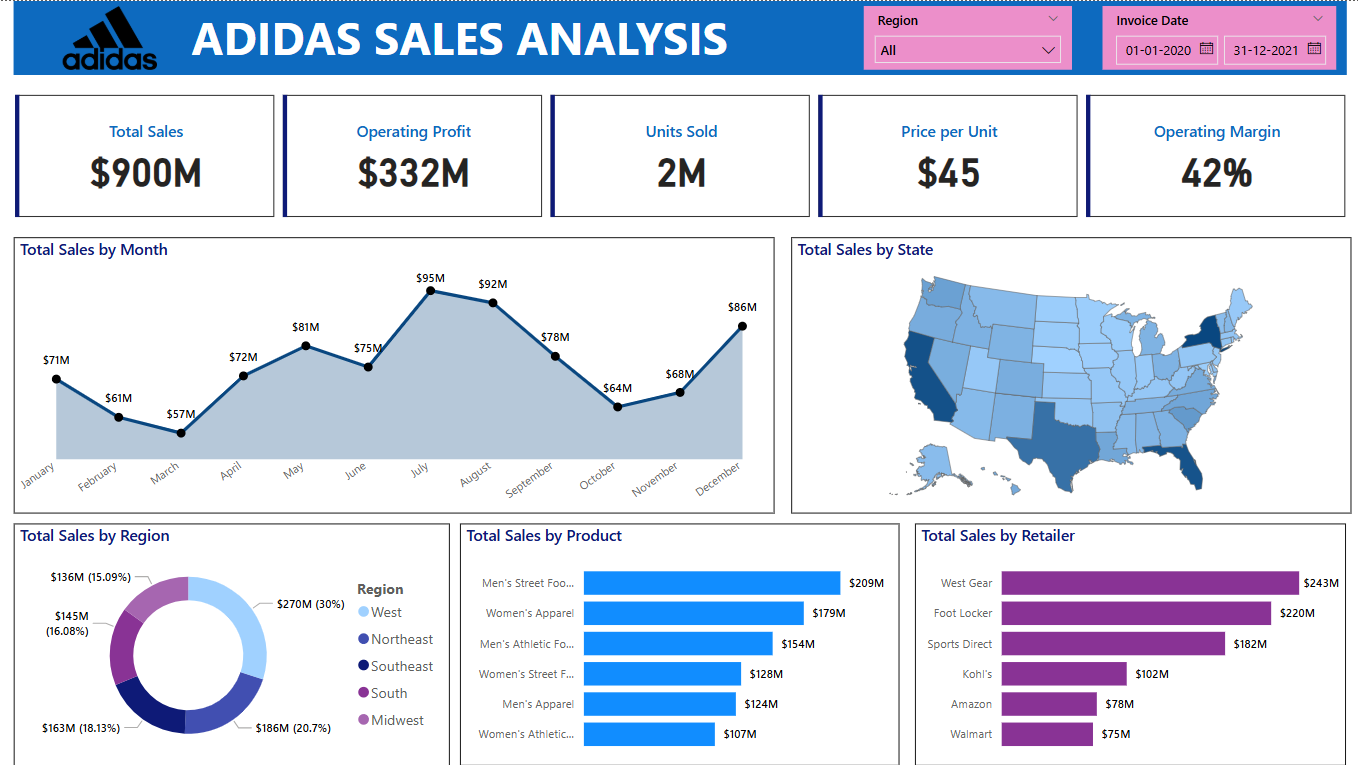 adidas
ADIDAS SALES ANALYSIS
Region
All
Invoice Date
01-01-2020
31-12-2021
Total Sales
$900M
Operating Profit
$332M
Units Sold
2M
Price per Unit
$45
Operating Margin
42%
Total Sales by Month
$71M
$61M
$57M
$72M
$81M
$75M
$95M
$92M
$78M
$64M
$68M
$86M
January
February
March
April
May
June
July
August
September
October
November
December
Total Sales by State
Total Sales by Region
$136M (15.09%)
$145M
(16.08%)
$163M (18.13%)
$270M (30%)
$186M (20.7%)
Region
West
Northeast
Southeast
South
Midwest
Total Sales by Product
Men's Street Foo... $209M
Women's Apparel $179M
Men's Athletic Fo... $154M
Women's Street F... $128M
Men's Apparel $124M
Women's Athletic... $107M
Total Sales by Retailer
West Gear $243M
Foot Locker $220M
Sports Direct $182M
Kohl's $102M
Amazon $78M
Walmart $75M